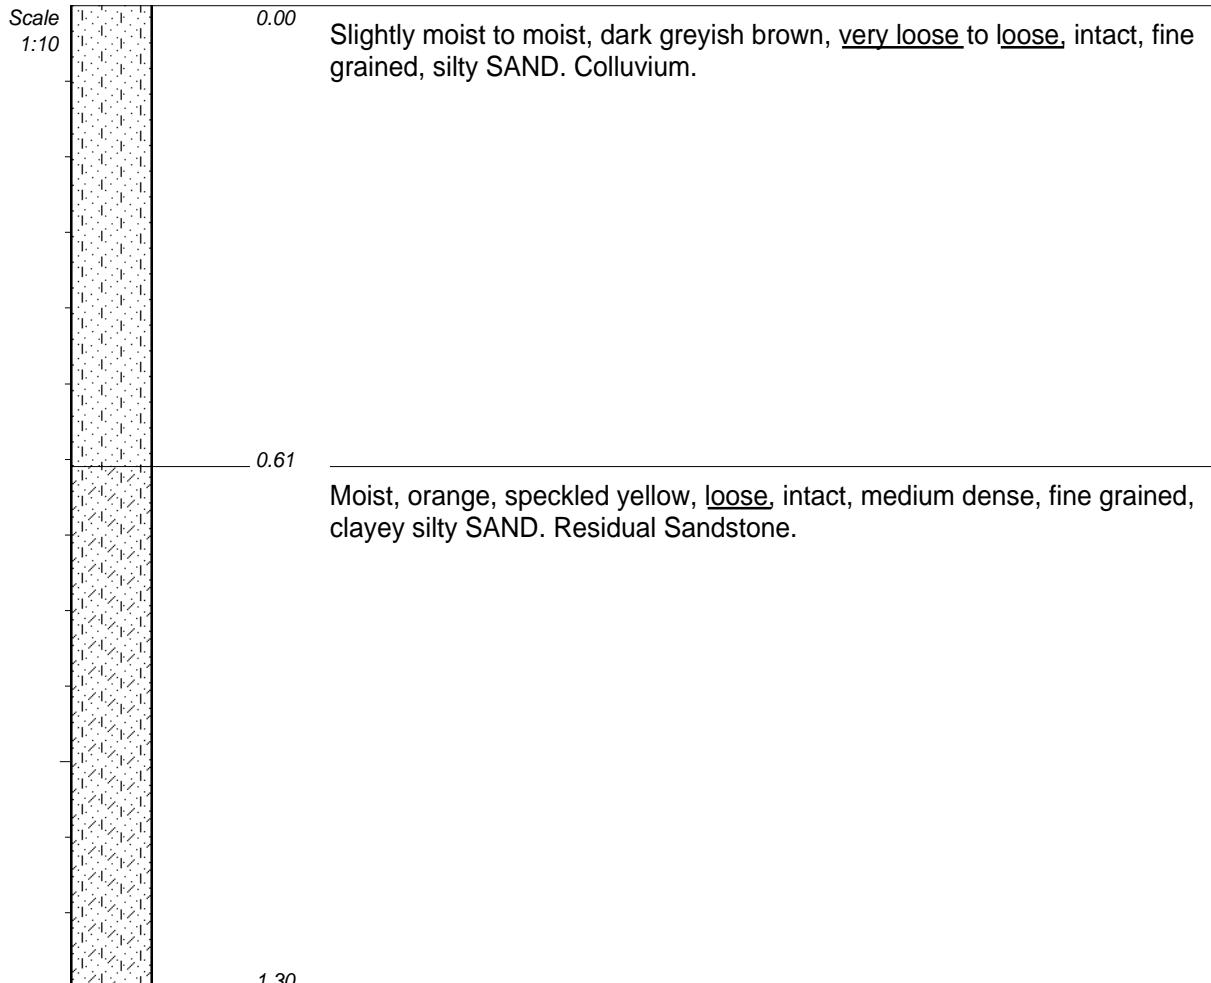 Scale
1:10
0.00
Slightly moist to moist, dark greyish brown, very loose to loose, intact, fine
grained, silty SAND. Colluvium.
0.61
Moist, orange, speckled yellow, loose, intact, medium dense, fine grained,
clayey silty SAND. Residual Sandstone.
1.30